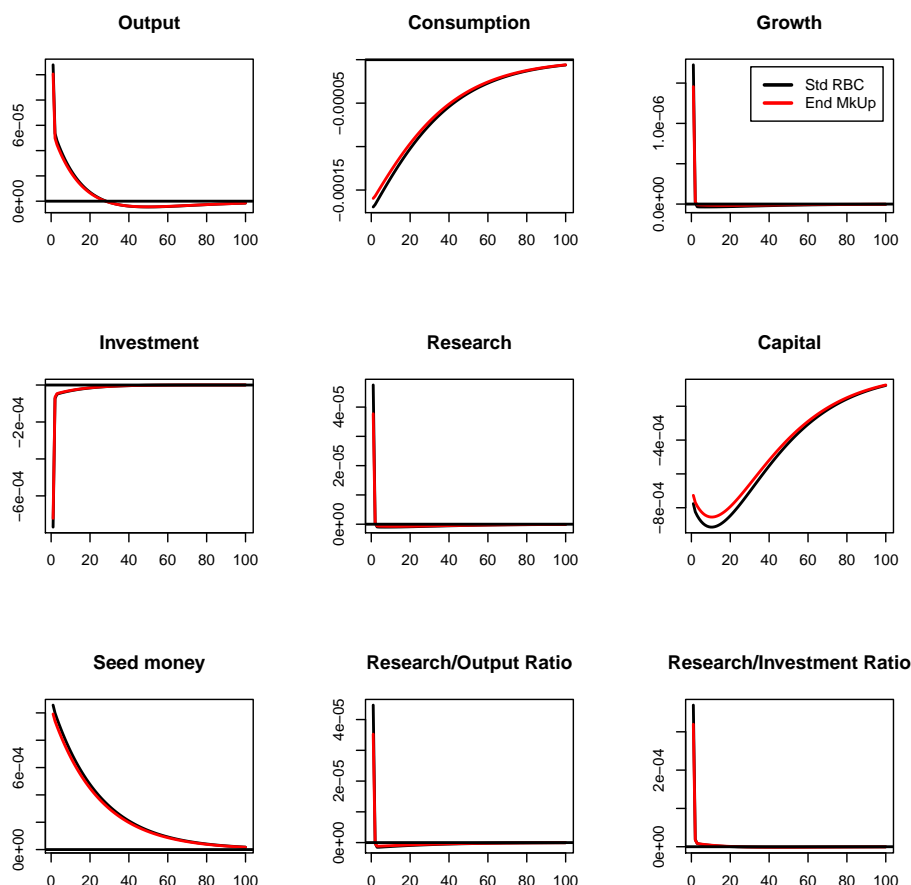 Output
Consumption
Growth
6e-05
0e+00
0 20 40 60 80 100
-0.00005
-0.00015
0 20 40 60 80 100
1.0e-06
0.0e+00
0 20 40 60 80 100
Std RBC
End MkUp
Investment
Research
Capital
-2e-04
-6e-04
0 20 40 60 80 100
4e-05
2e-05
0e+00
0 20 40 60 80 100
-4e-04
-8e-04
0 20 40 60 80 100
Seed money
Research/Output Ratio
Research/Investment Ratio
6e-04
0e+00
0 20 40 60 80 100
4e-05
2e-05
0e+00
0 20 40 60 80 100
2e-04
0e+00
0 20 40 60 80 100